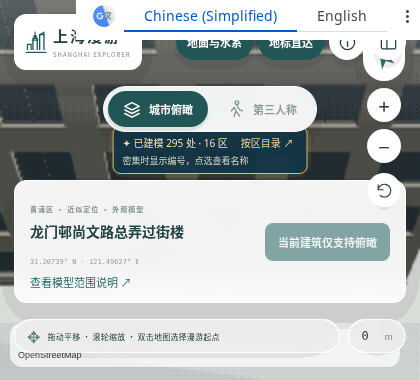 Chinese (Simplified)
English
SHANGHAI EXPLORER
地面与水系
地标直达
城市俯瞰
第三人称
✦ 已建模 295 处 · 16 区 按区目录 ↗
密集时显示编号，点选查看名称
黄浦区 · 近似定位 · 外观模型
龙门邨尚文路总弄过街楼
当前建筑仅支持俯瞰
31.20739° N · 121.49627° E
查看模型范围说明 ↗
拖动平移 · 滚轮缩放 · 双击地图选择漫游起点
0 m
OpenStreetMap